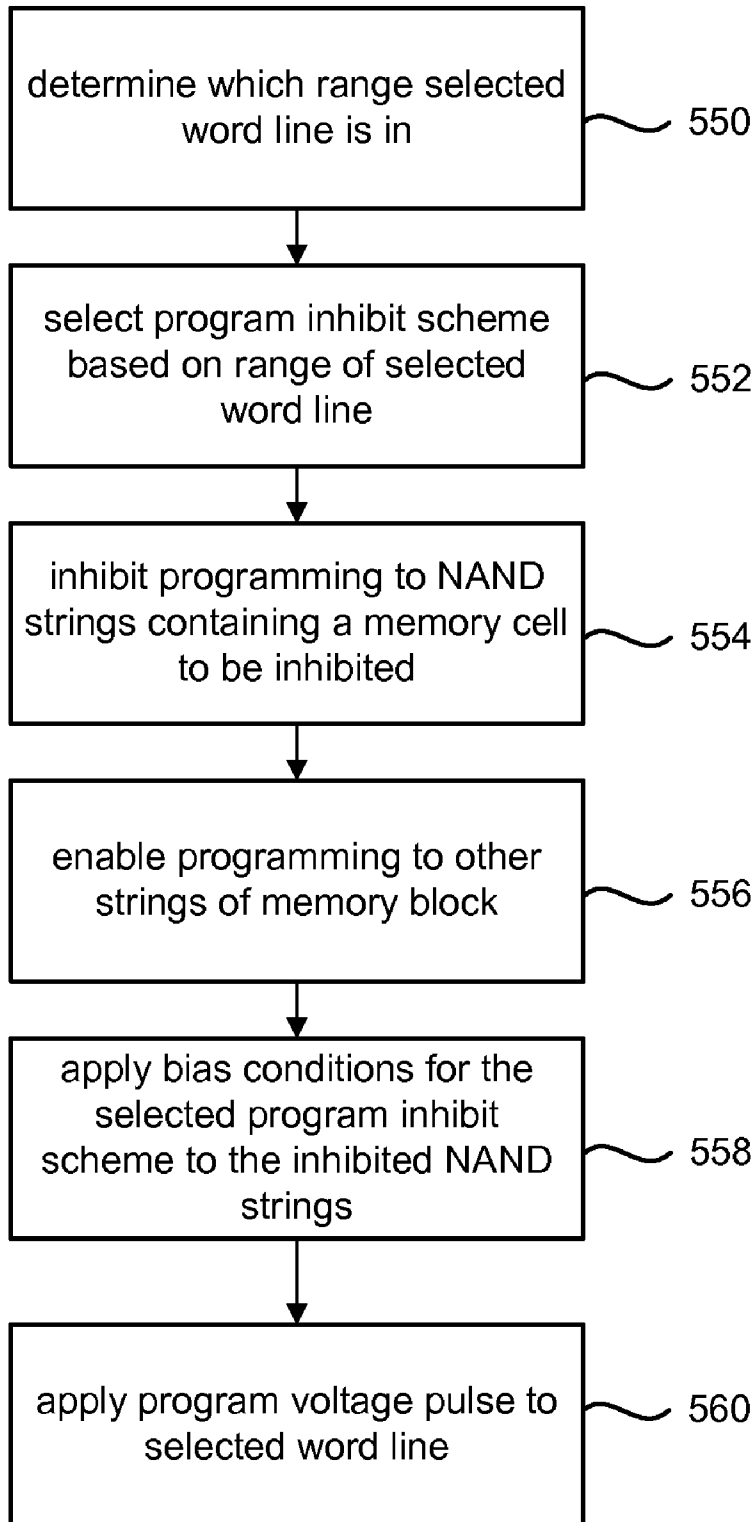 determine which range selected
word line is in
550
select program inhibit scheme
based on range of selected
word line
552
inhibit programming to NAND
strings containing a memory cell
to be inhibited
554
enable programming to other
strings of memory block
556
apply bias conditions for the
selected program inhibit
scheme to the inhibited NAND
strings
558
apply program voltage pulse to
selected word line
560